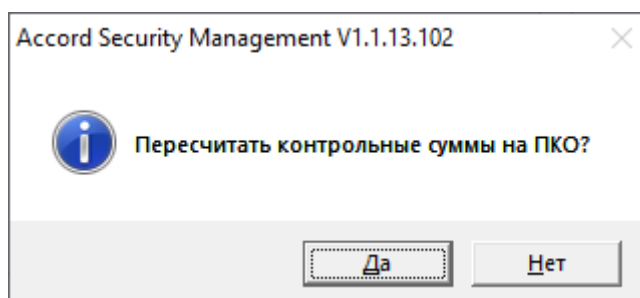 Accord Security Management V1.1.13.102
Пересчитать контрольные суммы на ПКО?
Да
Нет